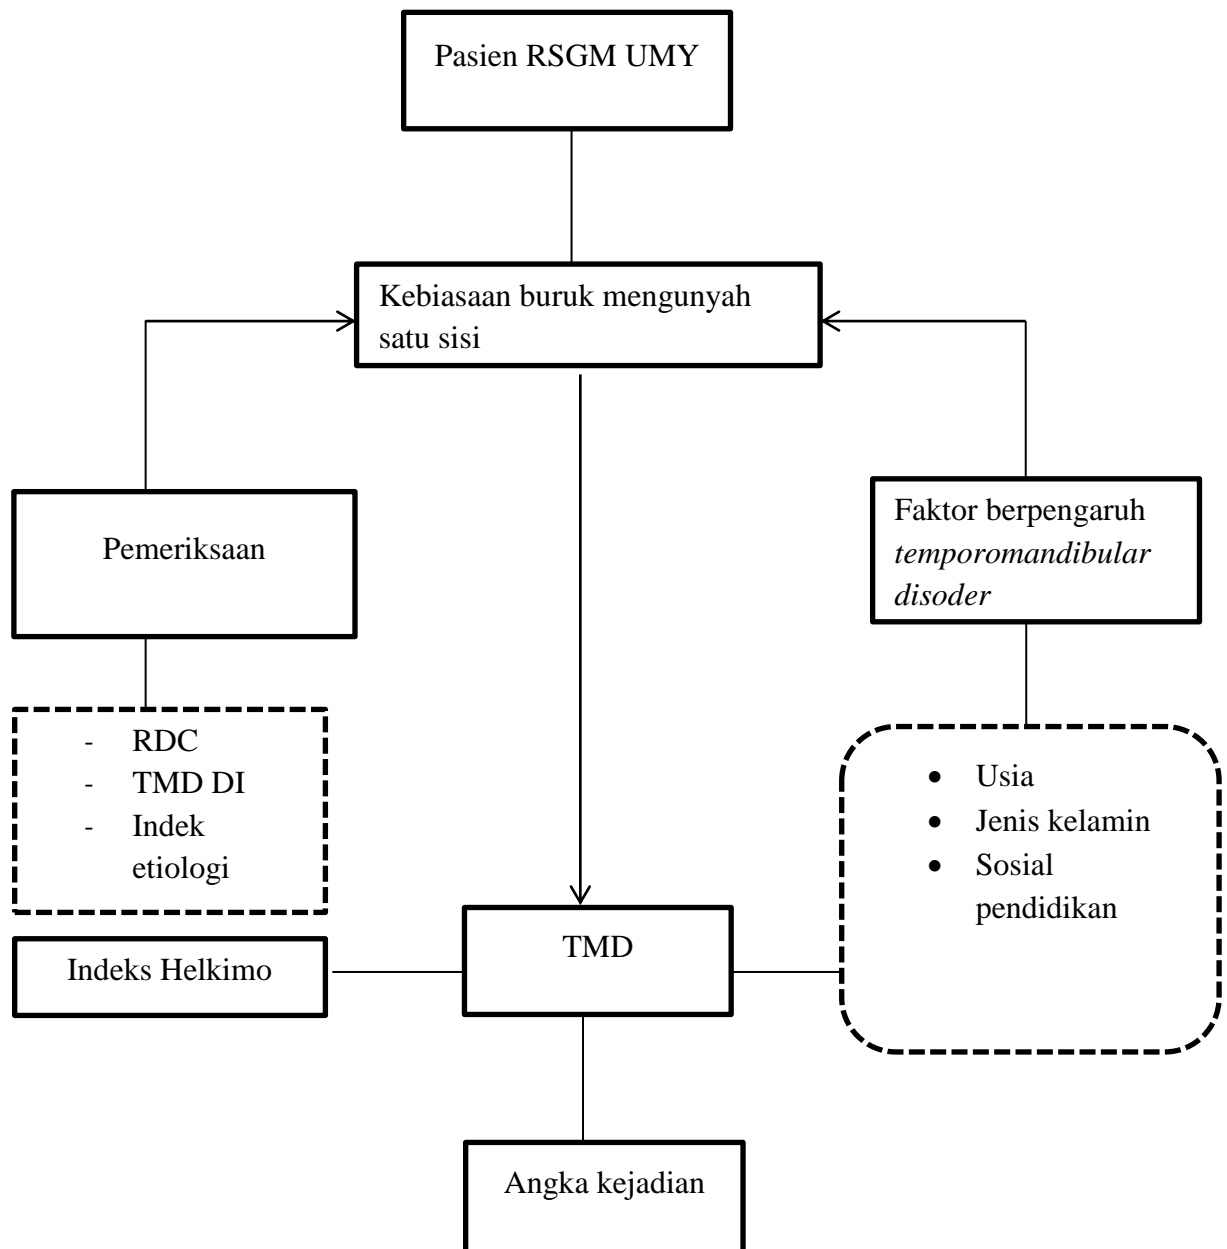 Pasien RSGM UMY
Kebiasaan buruk mengunyah
satu sisi
Pemeriksaan
Faktor berpengaruh
temporomandibular
disoder
- RDC
- TMD DI
- Indek
etiologi
• Usia
• Jenis kelamin
• Sosial
pendidikan
Indeks Helkimo
TMD
Angka kejadian